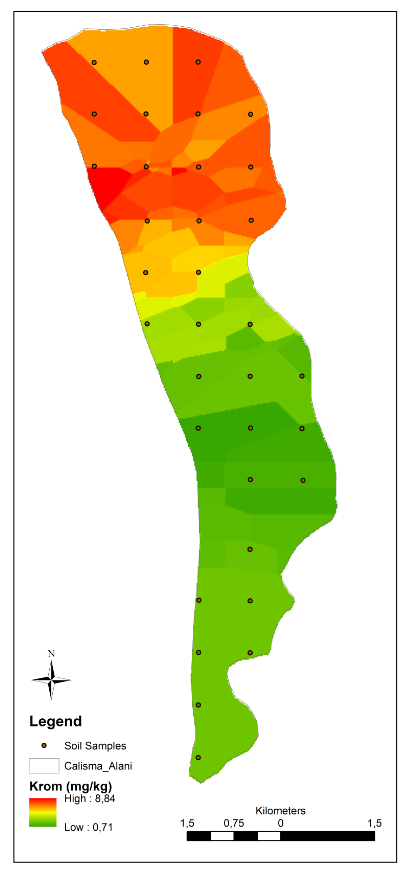 N
Legend
Soil Samples
Calisma_Alani
Krom (mg/kg)
High : 8,84
Low : 0,71
Kilometers
1,5 0,75 0 1,5